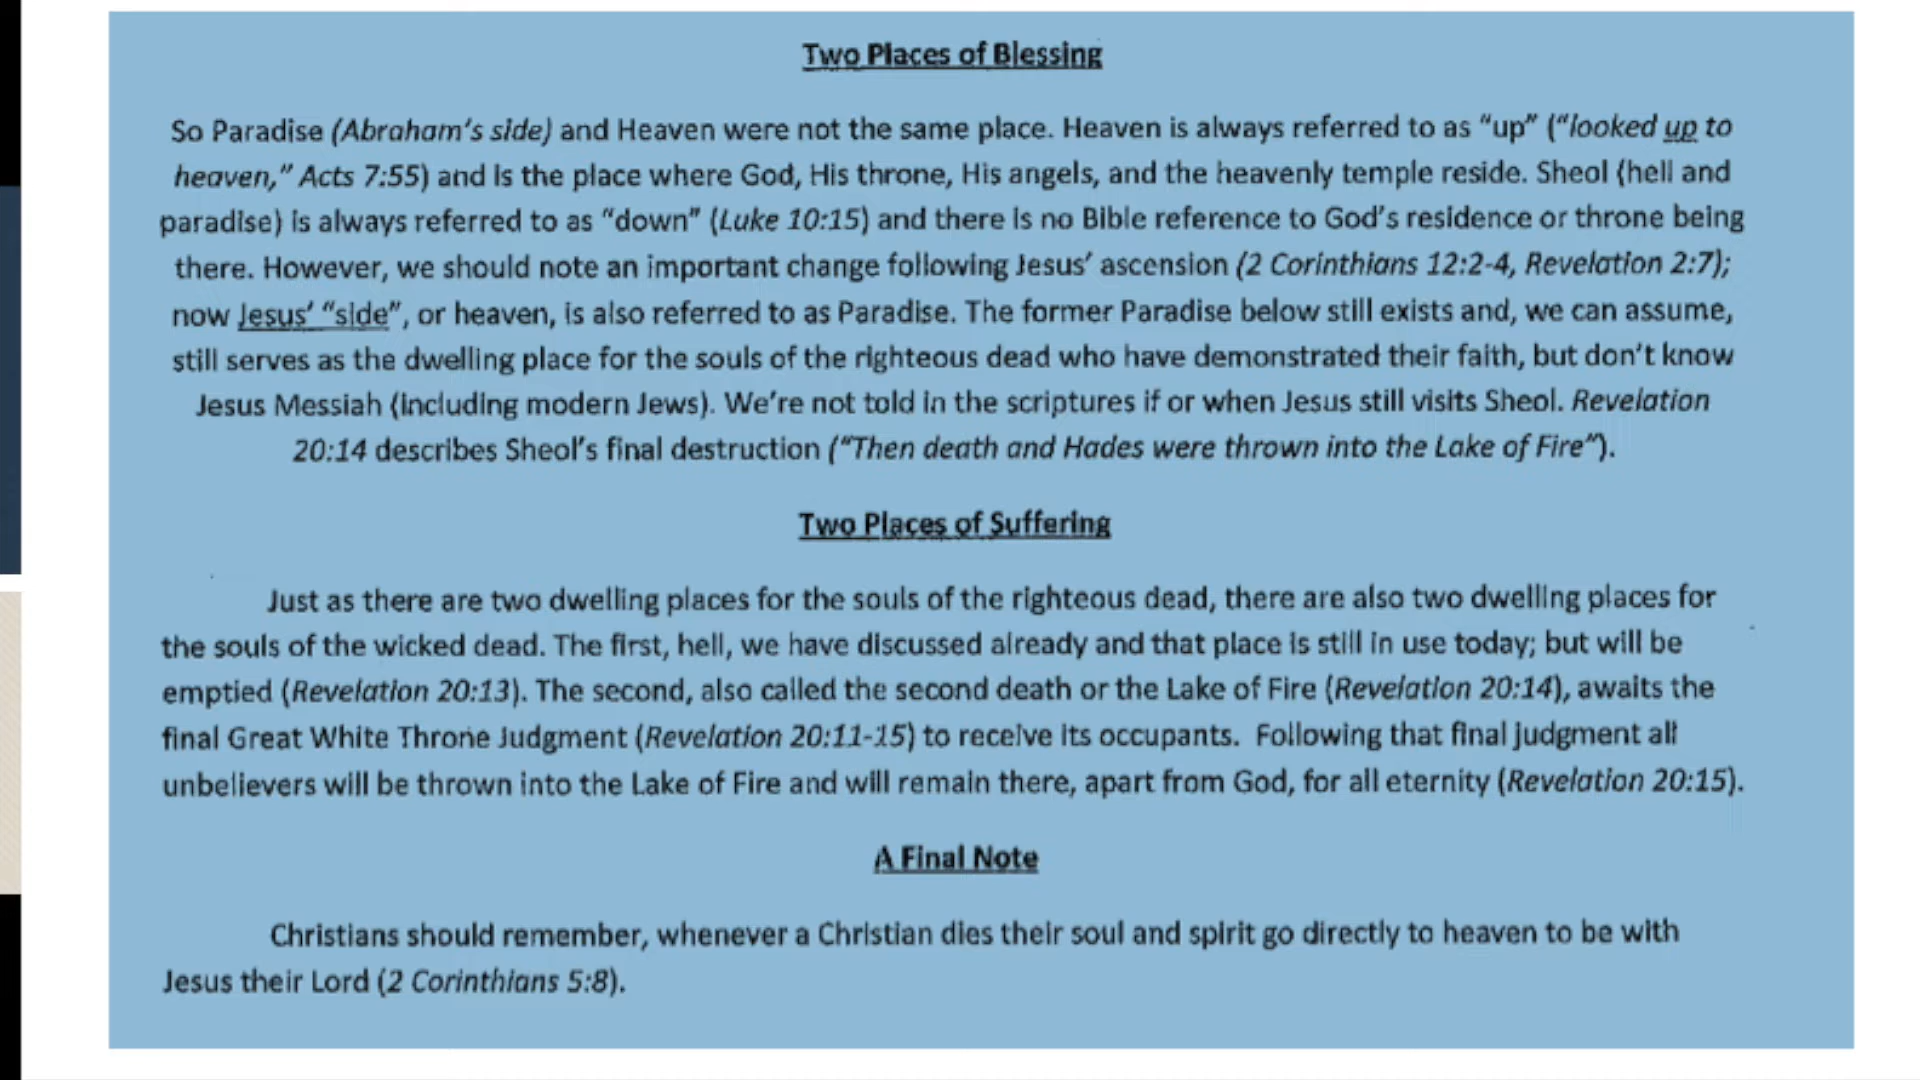 Two Places of Blessing
So Paradise (Abraham's side) and Heaven were not the same place. Heaven is always referred to as “up” (“looked up to
heaven,” Acts 7:55) and is the place where God, His throne, His angels, and the heavenly temple reside. Sheol (hell and
paradise) is always referred to as “down” (Luke 10:15) and there is no Bible reference to God's residence or throne being
there. However, we should note an important change following Jesus' ascension (2 Corinthians 12:2-4, Revelation 2:7);
now Jesus' “side”, or heaven, is also referred to as Paradise. The former Paradise below still exists and, we can assume,
still serves as the dwelling place for the souls of the righteous dead who have demonstrated their faith, but don't know
Jesus Messiah (including modern Jews). We're not told in the scriptures if or when Jesus still visits Sheol. Revelation
20:14 describes Sheol's final destruction (“Then death and Hades were thrown into the Lake of Fire”).
Two Places of Suffering
Just as there are two dwelling places for the souls of the righteous dead, there are also two dwelling places for
the souls of the wicked dead. The first, hell, we have discussed already and that place is still in use today; but will be
emptied (Revelation 20:13). The second, also called the second death or the Lake of Fire (Revelation 20:14), awaits the
final Great White Throne Judgment (Revelation 20:11-15) to receive its occupants. Following that final judgment all
unbelievers will be thrown into the Lake of Fire and will remain there, apart from God, for all eternity (Revelation 20:15).
A Final Note
Christians should remember, whenever a Christian dies their soul and spirit go directly to heaven to be with
Jesus their Lord (2 Corinthians 5:8).